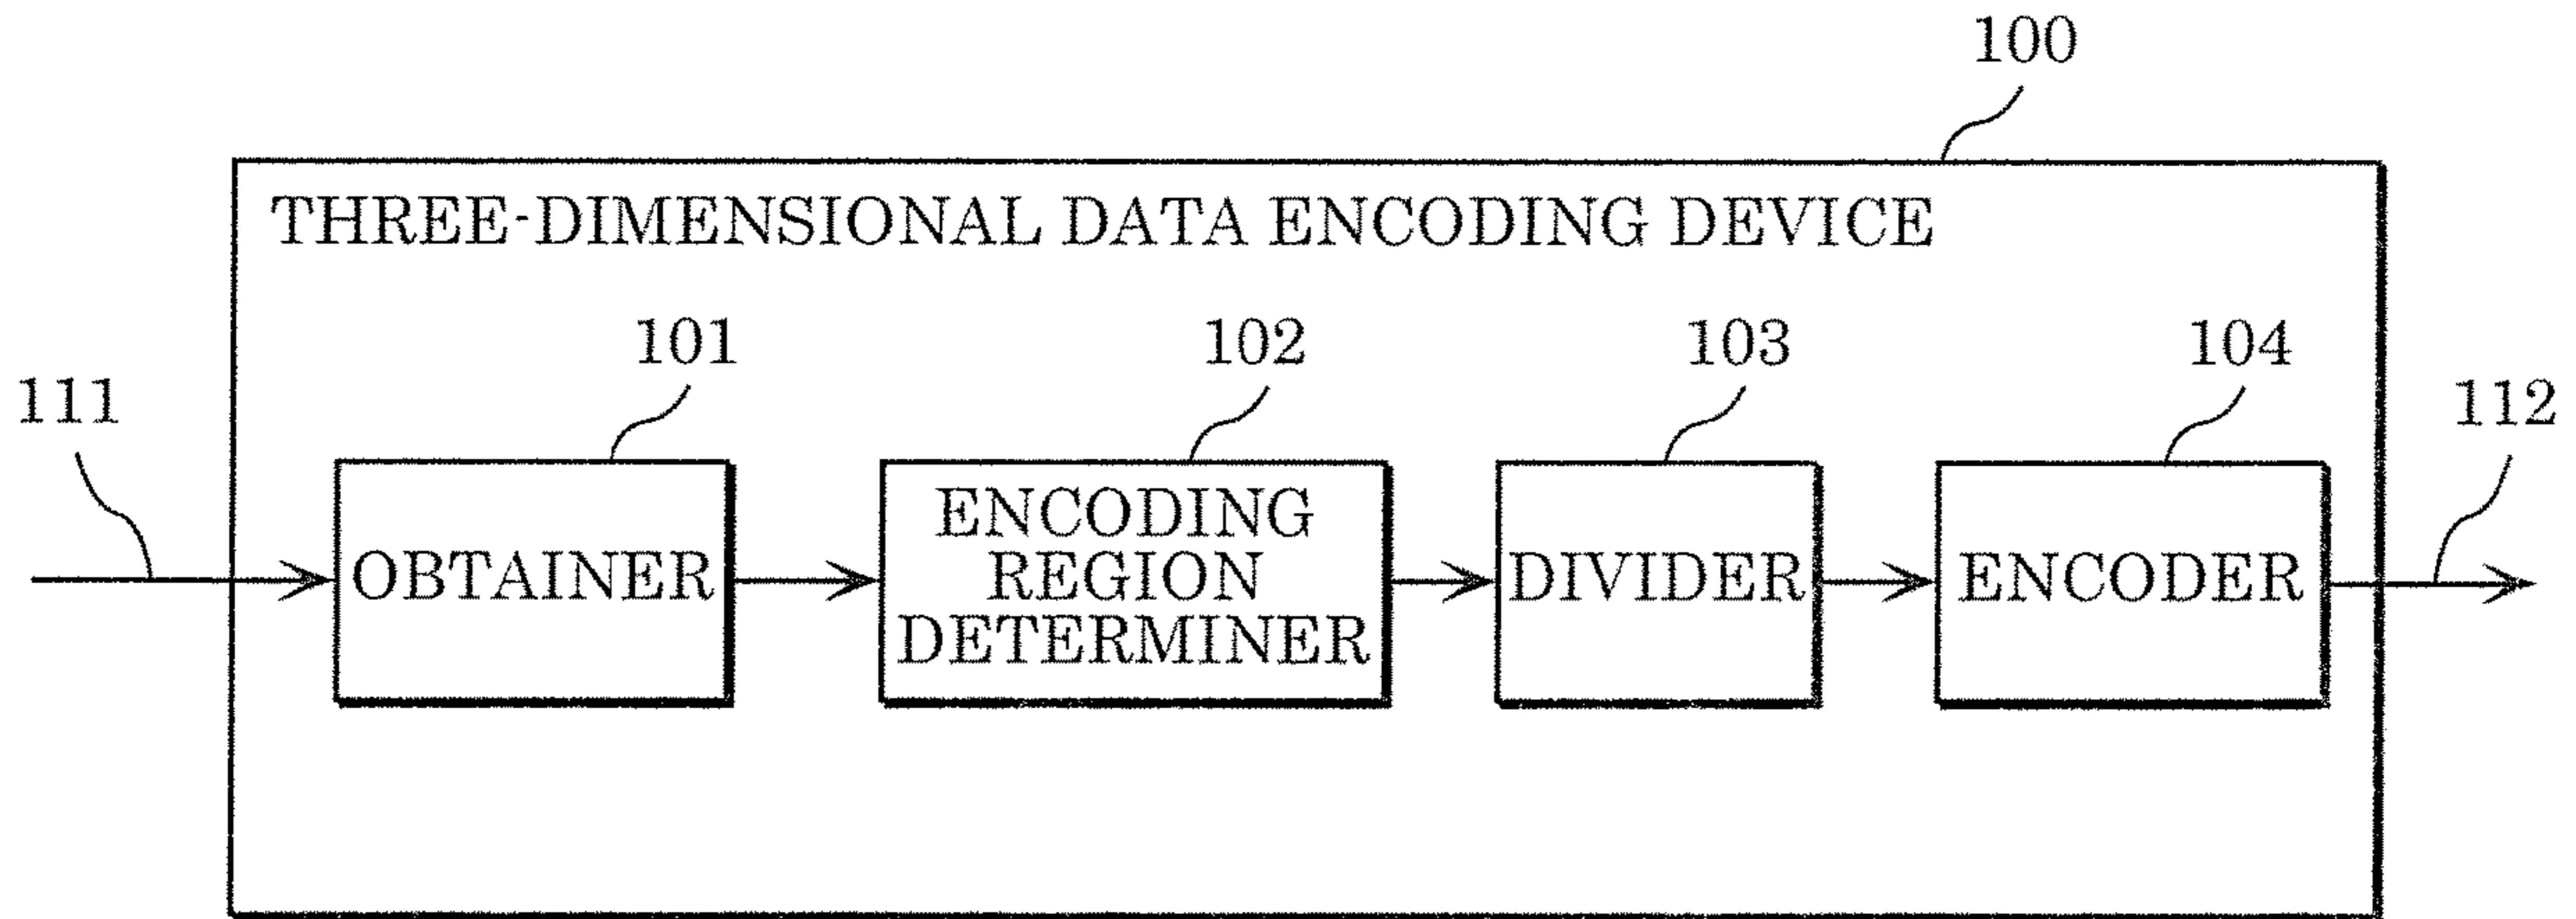 100
THREE-DIMENSIONAL DATA ENCODING DEVICE
101
102
103
104
111
112
OBTAINER
ENCODING
REGION
DETERMINER
DIVIDER
ENCODER